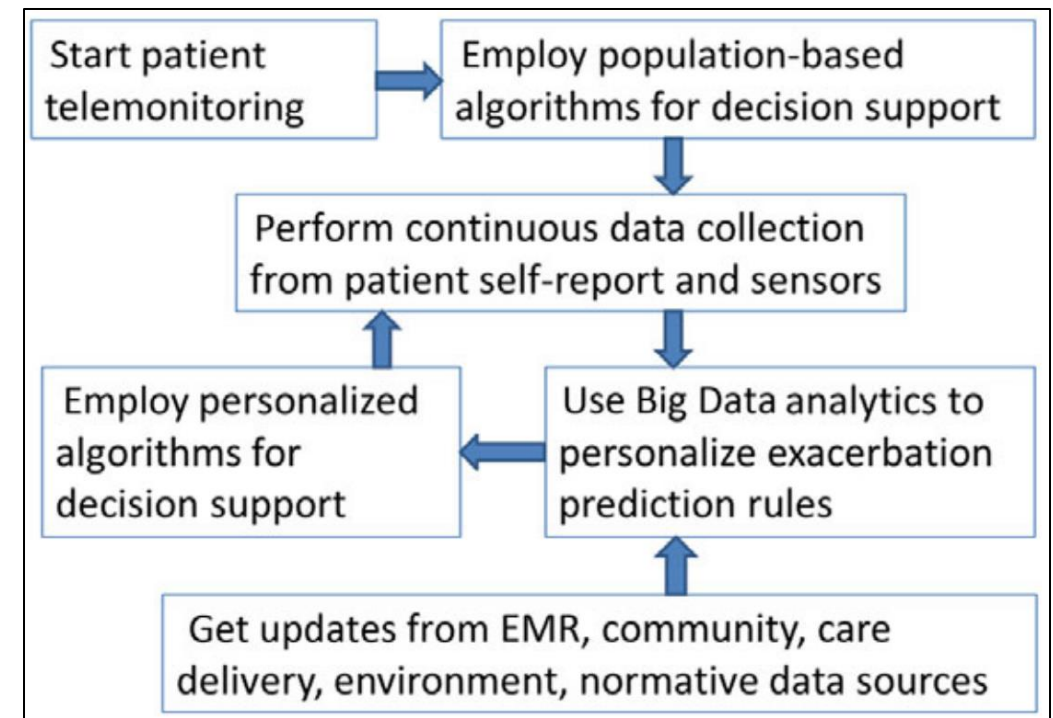 Start patient
telemonitoring
Employ population-based
algorithms for decision support
Perform continuous data collection
from patient self-report and sensors
Employ personalized
algorithms for
decision support
Use Big Data analytics to
personalize exacerbation
prediction rules
Get updates from EMR, community, care
delivery, environment, normative data sources